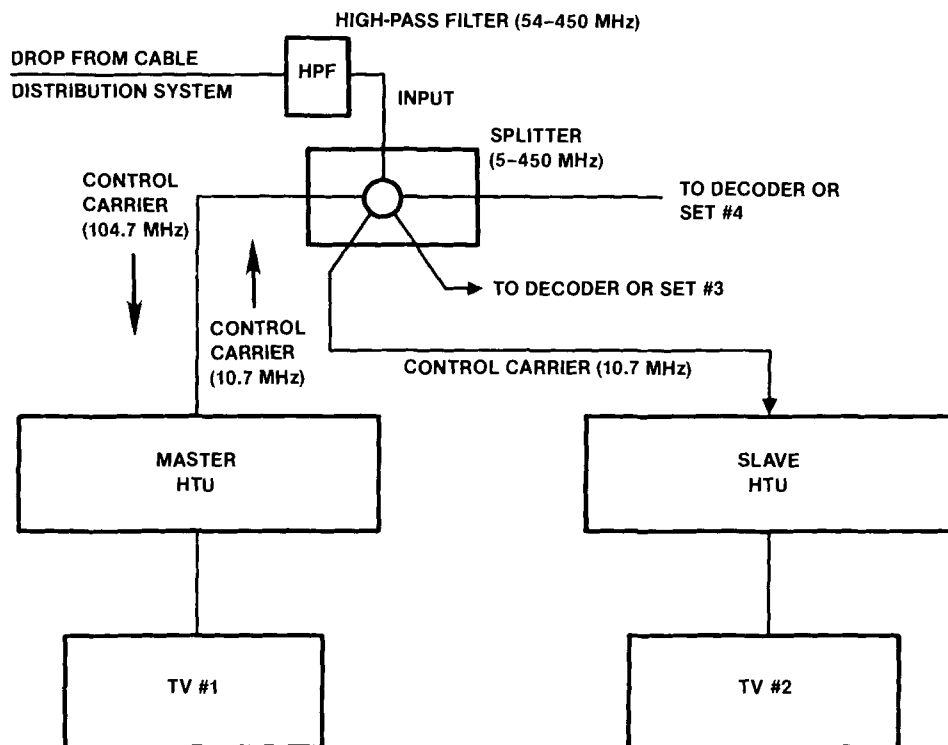 HIGH-PASS FILTER (54–450 MHz)
DROP FROM CABLE
DISTRIBUTION SYSTEM
HPF
INPUT
SPLITTER
(5–450 MHz)
CONTROL
CARRIER
(104.7 MHz)
TO DECODER OR
SET #4
TO DECODER OR SET #3
CONTROL
CARRIER
(10.7 MHz)
CONTROL CARRIER (10.7 MHz)
MASTER
HTU
SLAVE
HTU
TV #1
TV #2